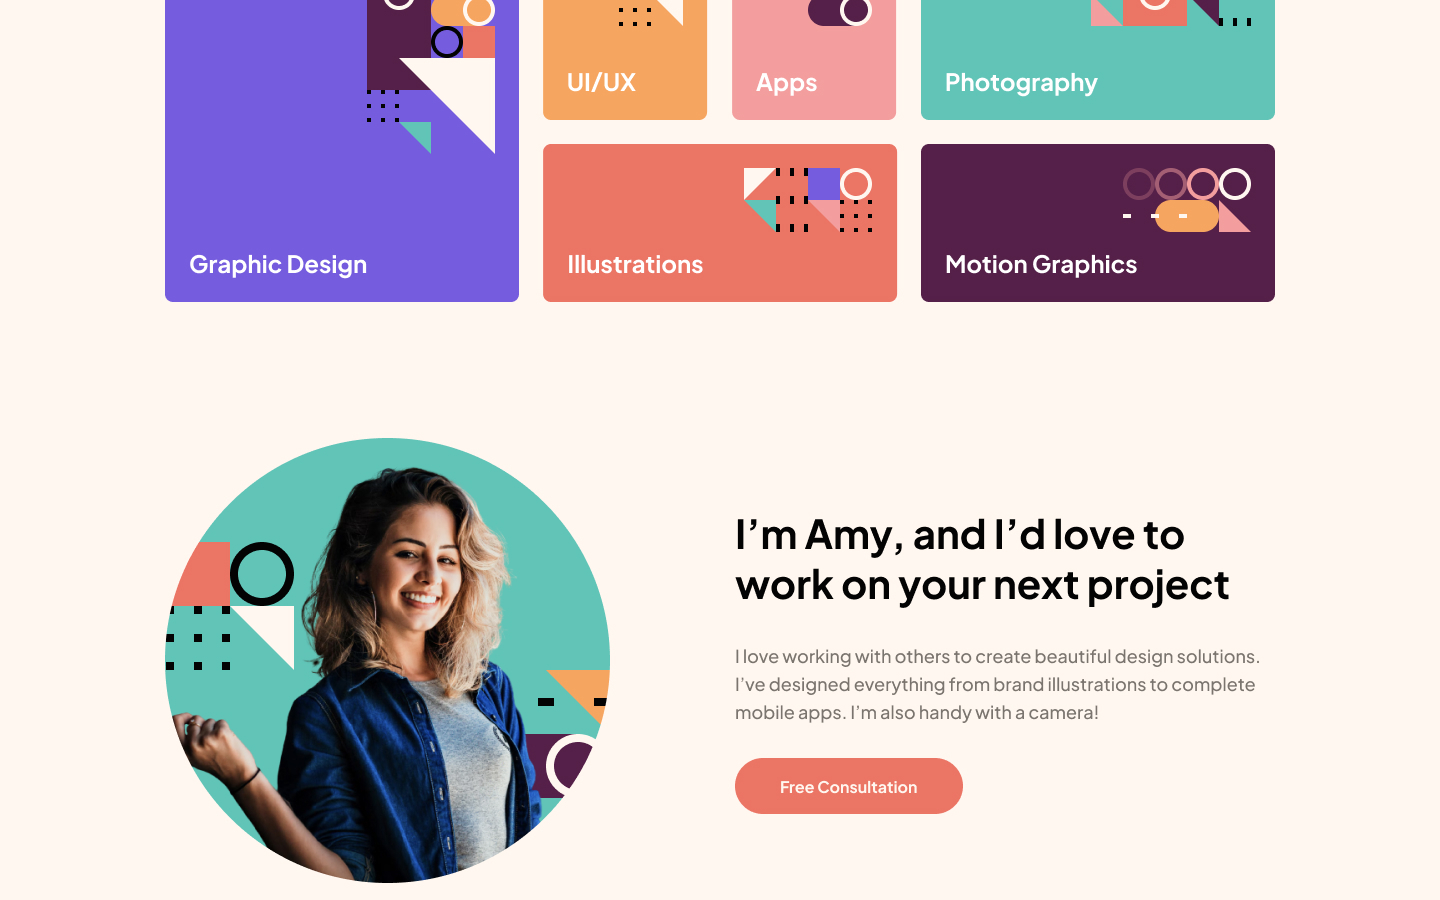 UI/UX
Apps
Photography
Graphic Design
Illustrations
Motion Graphics
I’m Amy, and I’d love to
work on your next project
I love working with others to create beautiful design solutions.
I’ve designed everything from brand illustrations to complete
mobile apps. I’m also handy with a camera!
Free Consultation